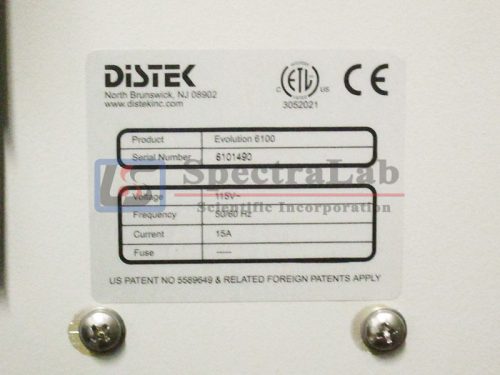 DiSTEK
North Brunswick, NJ 08902
www.distekinc.com
C ETL US
3052021
CE
Product Evolution 6100
Serial Number 6101490
SpectraLab
Scientific Incorporation
Voltage 115V~
Frequency 50/60 Hz
Current 15A
Fuse -----
US PATENT NO 5589649 & RELATED FOREIGN PATENTS APPLY